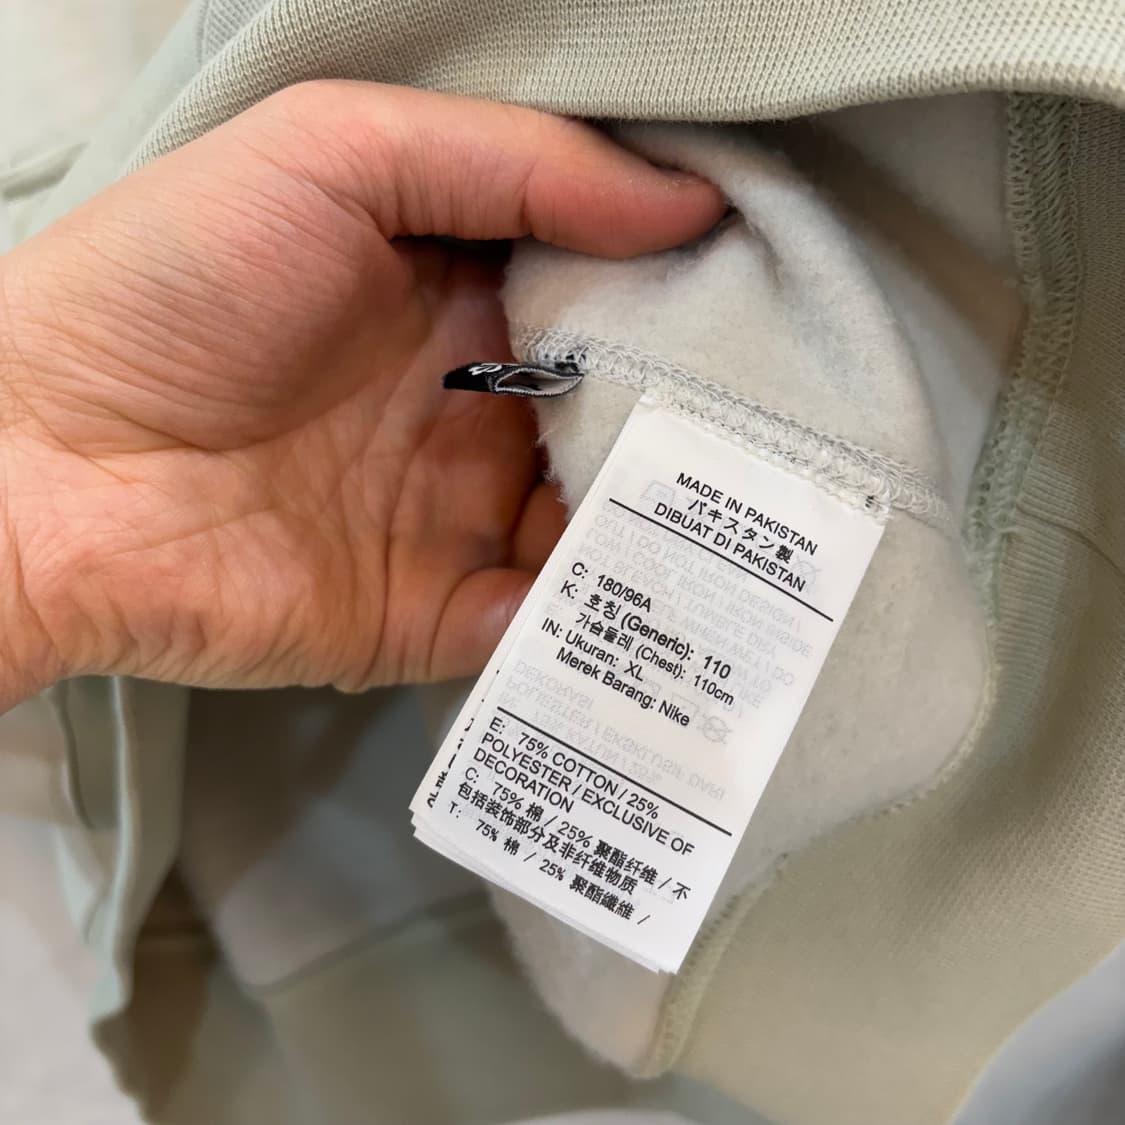 MADE IN PAKISTAN
パキスタン製
DIBUAT DI PAKISTAN
C: 180/96A
K: 호칭 (Generic): 110
가슴둘레 (Chest): 110cm
IN: Ukuran: XL
Merek Barang: Nike
E: 75% COTTON / 25%
POLYESTER / EXCLUSIVE OF
DECORATION
C: 75% 棉 / 25% 聚酯纤维 / 不
包括装饰部分及非纤维物质
T: 75% 棉 / 25% 聚酯纖維 /